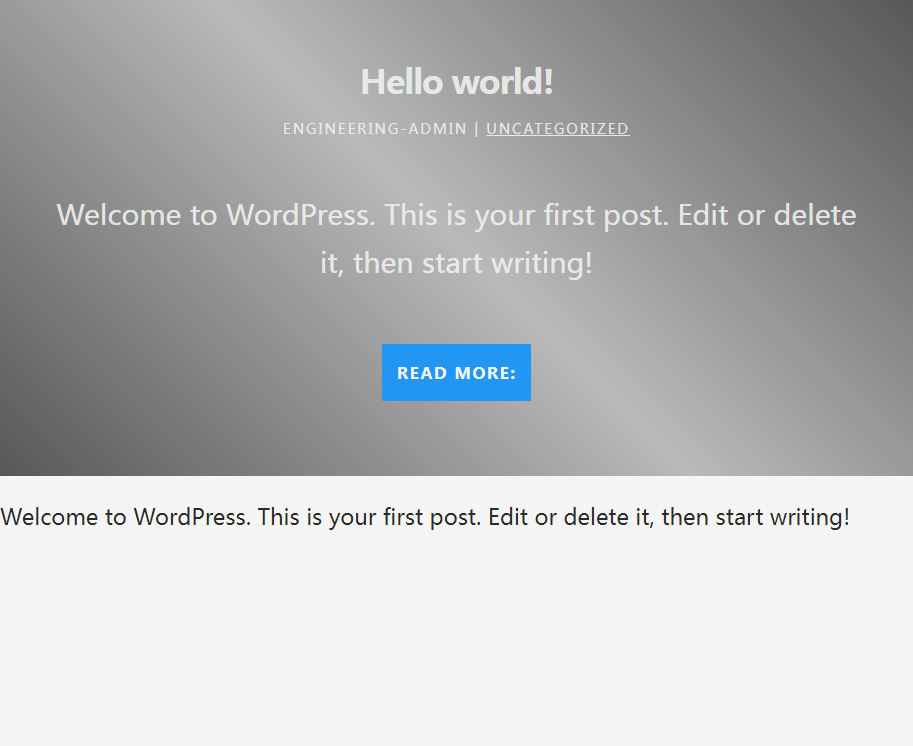 Hello world!
ENGINEERING-ADMIN | UNCATEGORIZED
Welcome to WordPress. This is your first post. Edit or delete
it, then start writing!
READ MORE:
Welcome to WordPress. This is your first post. Edit or delete it, then start writing!